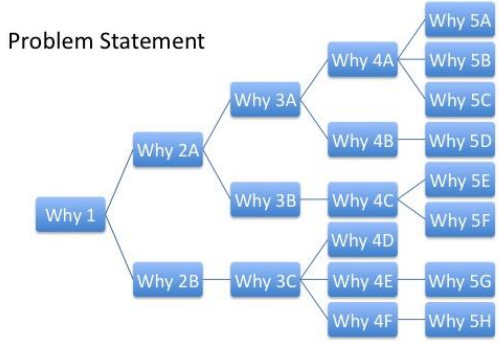 Problem Statement
Why 1
Why 2A
Why 2B
Why 3A
Why 3B
Why 3C
Why 4A
Why 4B
Why 4C
Why 4D
Why 4E
Why 4F
Why 5A
Why 5B
Why 5C
Why 5D
Why 5E
Why 5F
Why 5G
Why 5H